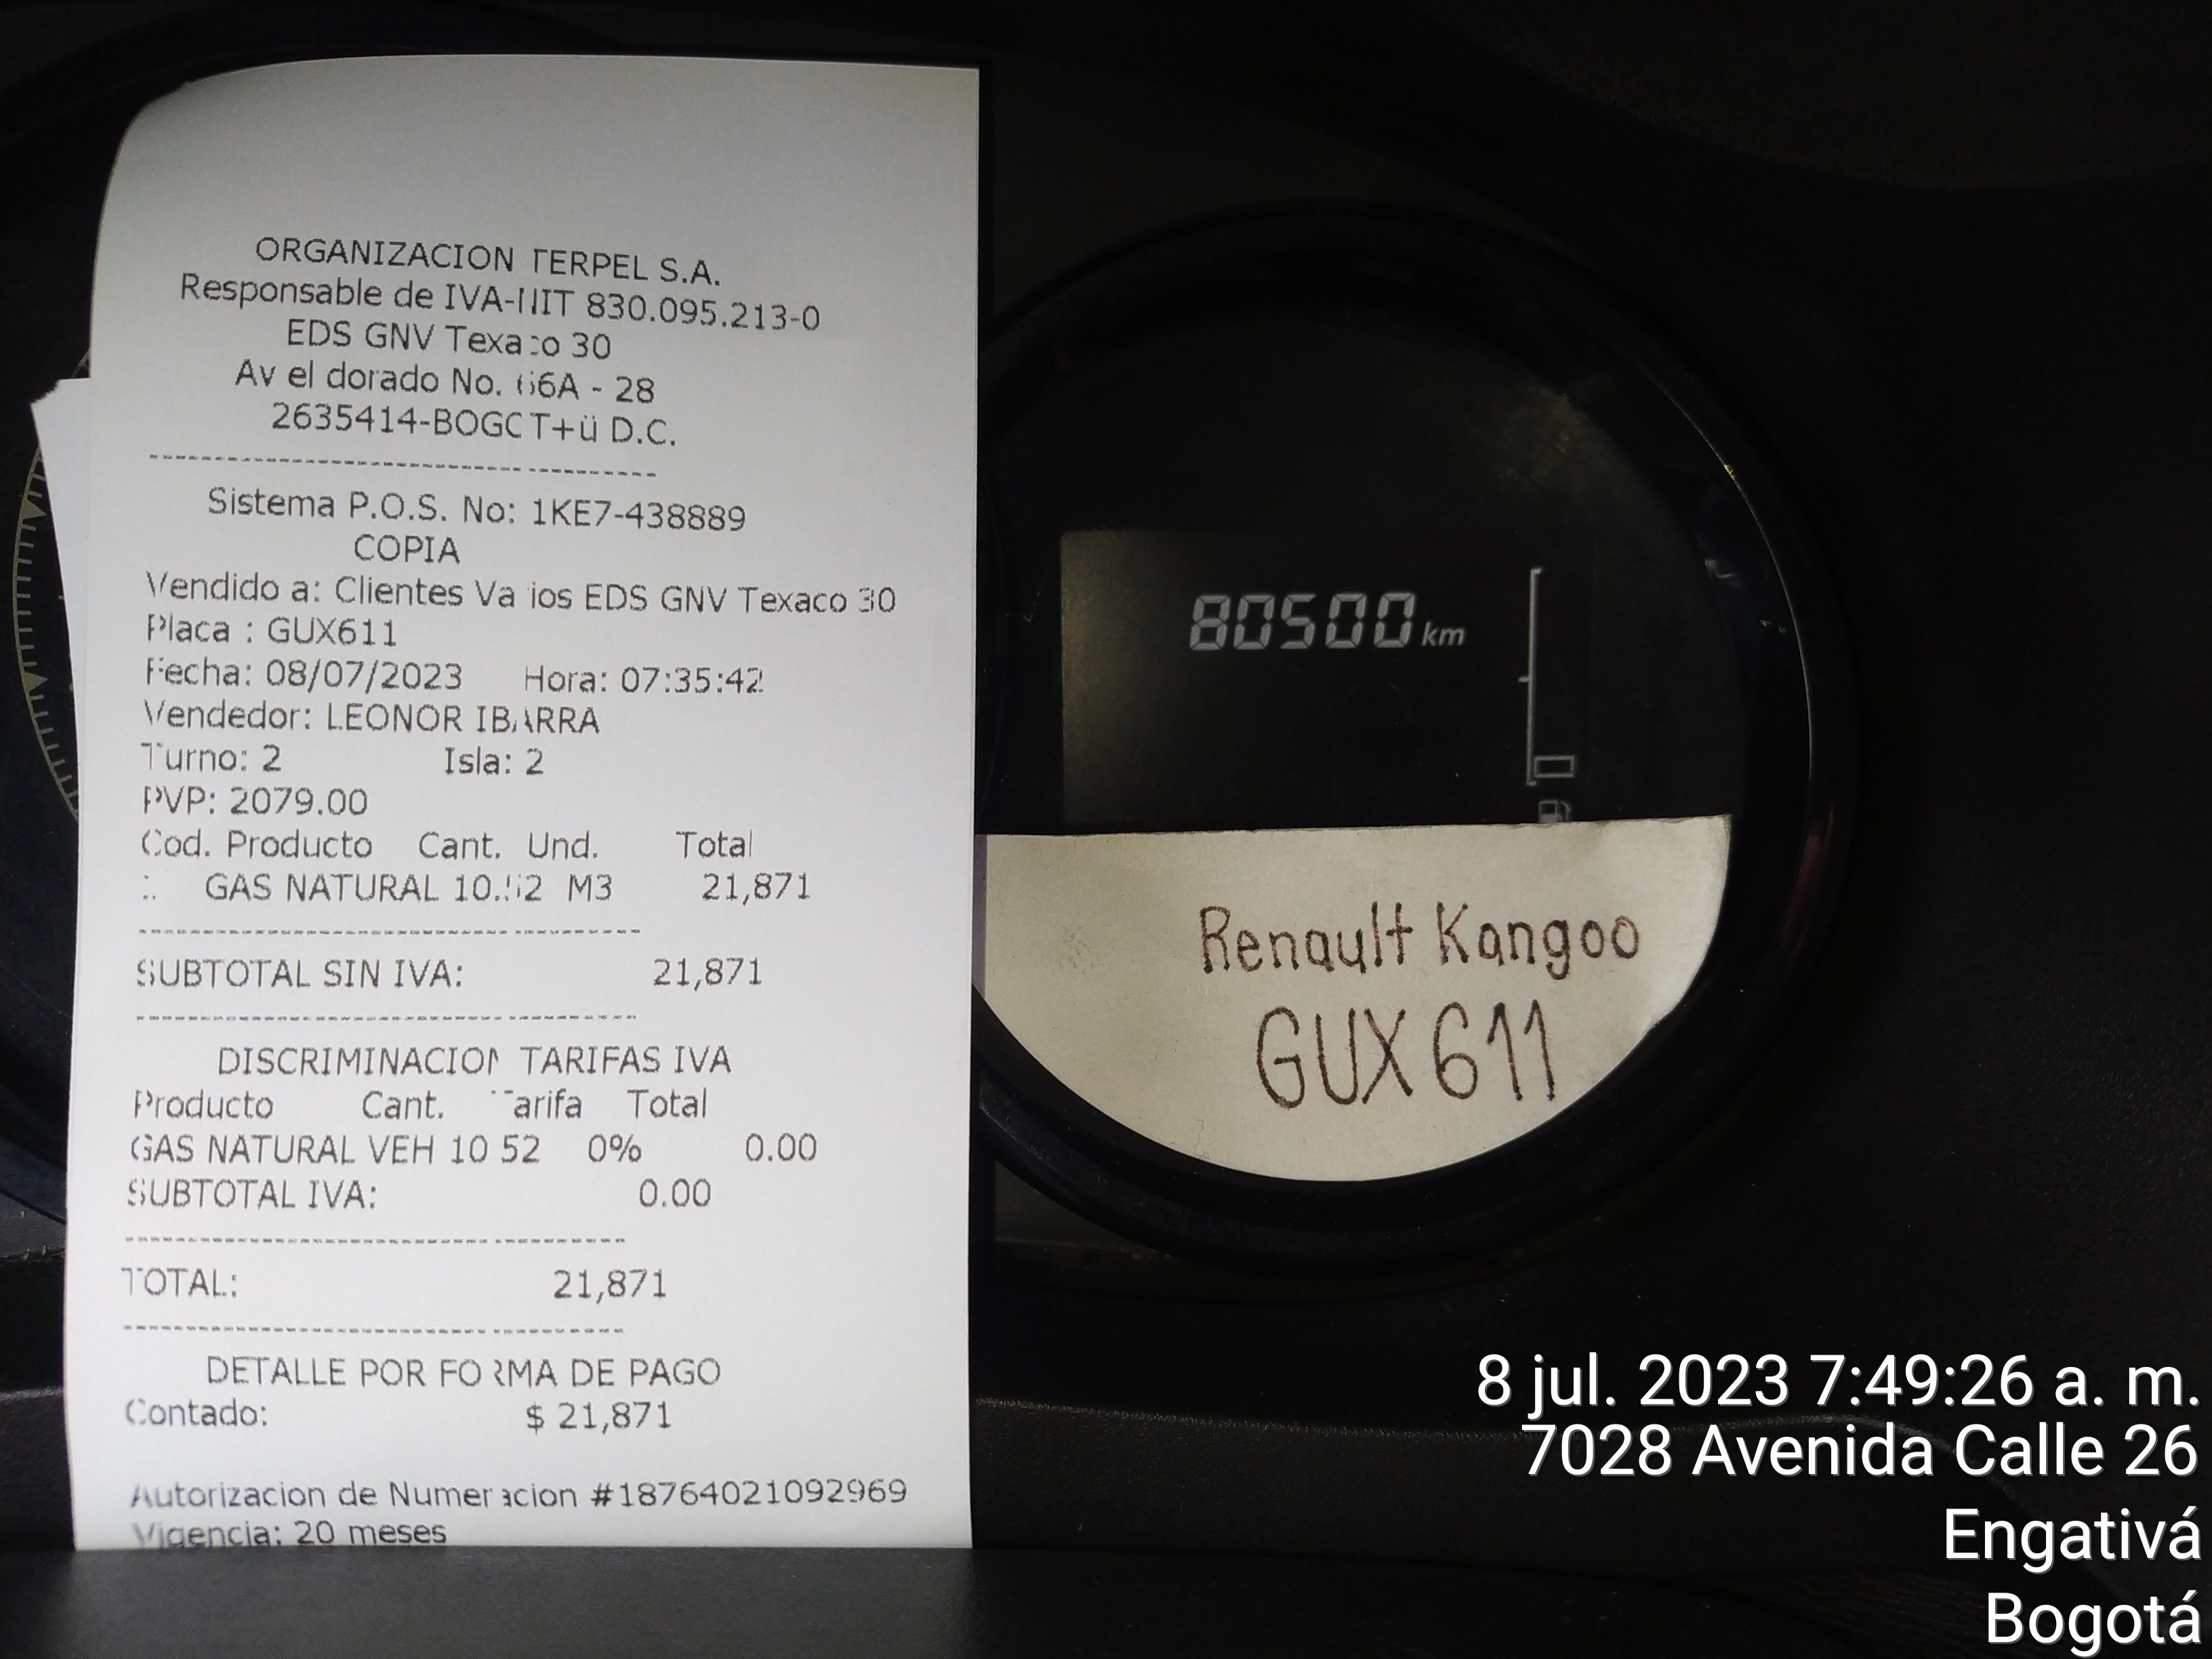 ORGANIZACION TERPEL S.A.
Responsable de IVA-NIT 830.095.213-0
EDS GNV Texaco 30
Av el dorado No. 66A - 28
2635414-BOGOT+ü D.C.
Sistema P.O.S. No: 1KE7-438889
COPIA
Vendido a: Clientes Varios EDS GNV Texaco 30
Placa : GUX611
Fecha: 08/07/2023 Hora: 07:35:42
Vendedor: LEONOR IBARRA
Turno: 2 Isla: 2
PVP: 2079.00
Cod. Producto Cant. Und. Total
GAS NATURAL 10.52 M3 21,871
SUBTOTAL SIN IVA: 21,871
DISCRIMINACION TARIFAS IVA
Producto Cant. Tarifa Total
GAS NATURAL VEH 10.52 0% 0.00
SUBTOTAL IVA: 0.00
TOTAL: 21,871
DETALLE POR FORMA DE PAGO
Contado: $ 21,871
Autorizacion de Numeracion #18764021092969
Vigencia: 20 meses
80500 km
Renault Kangoo
GUX 611
8 jul. 2023 7:49:26 a. m.
7028 Avenida Calle 26
Engativá
Bogotá